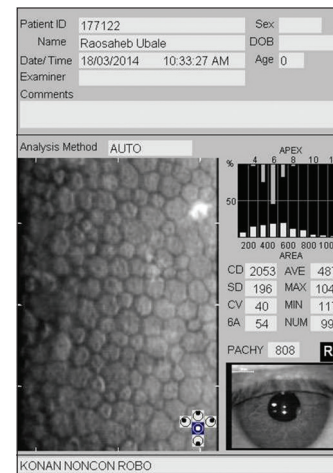 Patient ID 177122 Sex
Name Raosaheb Ubale DOB
Date/Time 18/03/2014 10:33:27 AM Age 0
Examiner
Comments
Analysis Method AUTO
APEX
% 4 6 8 10
50
200 400 600 800
AREA
CD 2053 AVE 487
SD 196 MAX 104
CV 40 MIN 117
6A 54 NUM 99
PACHY 808 R
KONAN NONCON ROBO